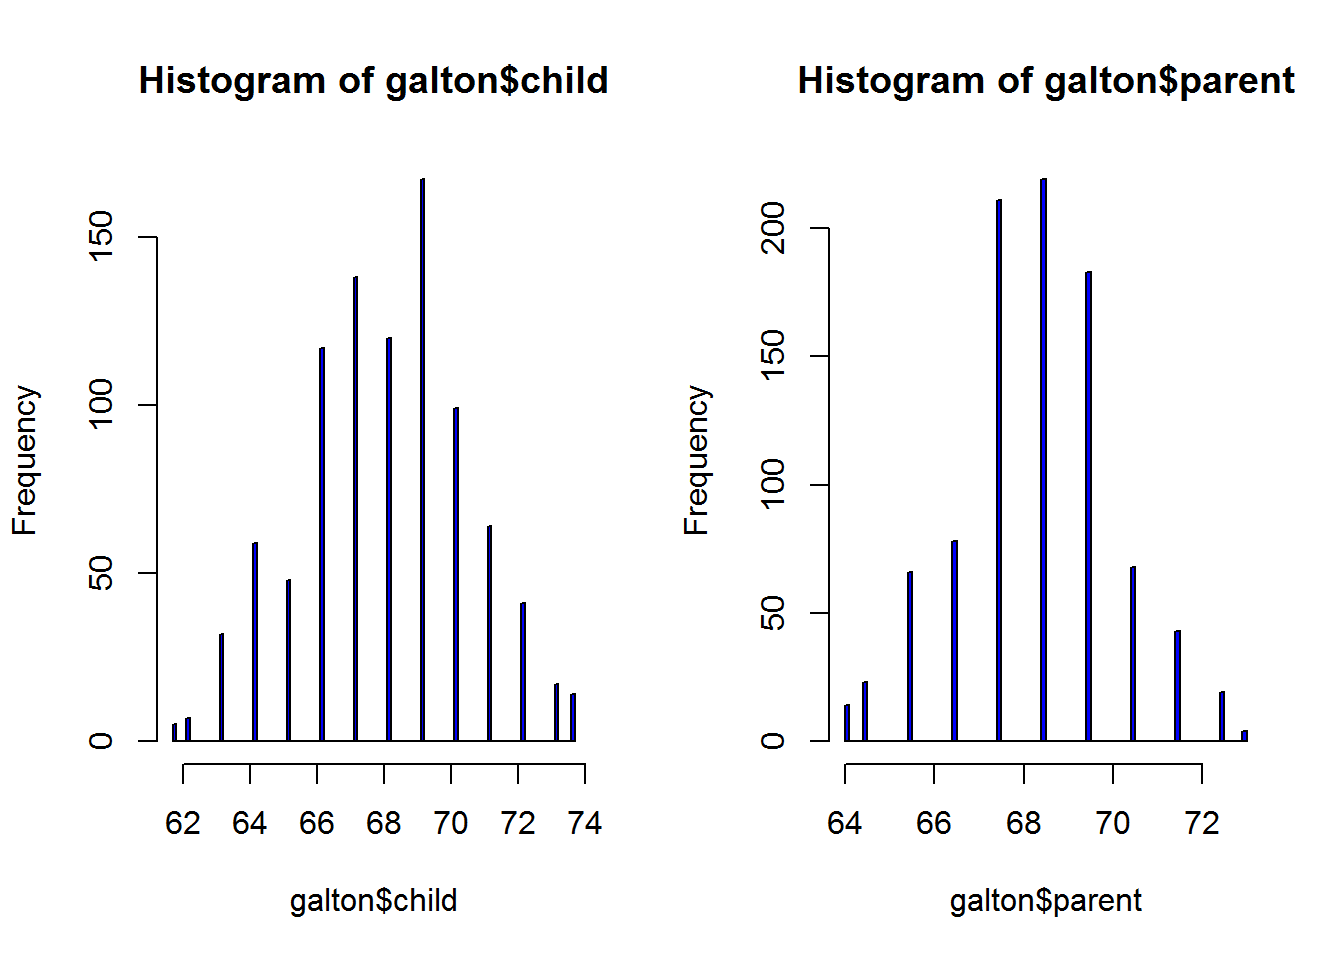 Histogram of galton$child
Frequency
150
100
50
0
62 64 66 68 70 72 74
galton$child
Histogram of galton$parent
Frequency
200
150
100
50
0
64 66 68 70 72
galton$parent